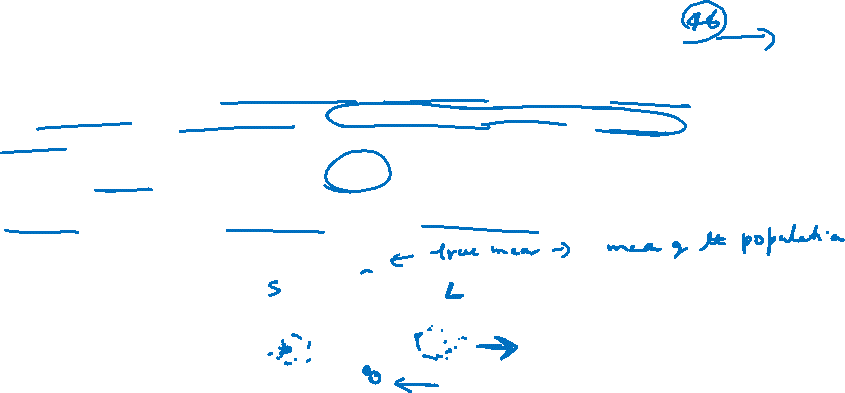 46
true mean mean of the population
S L